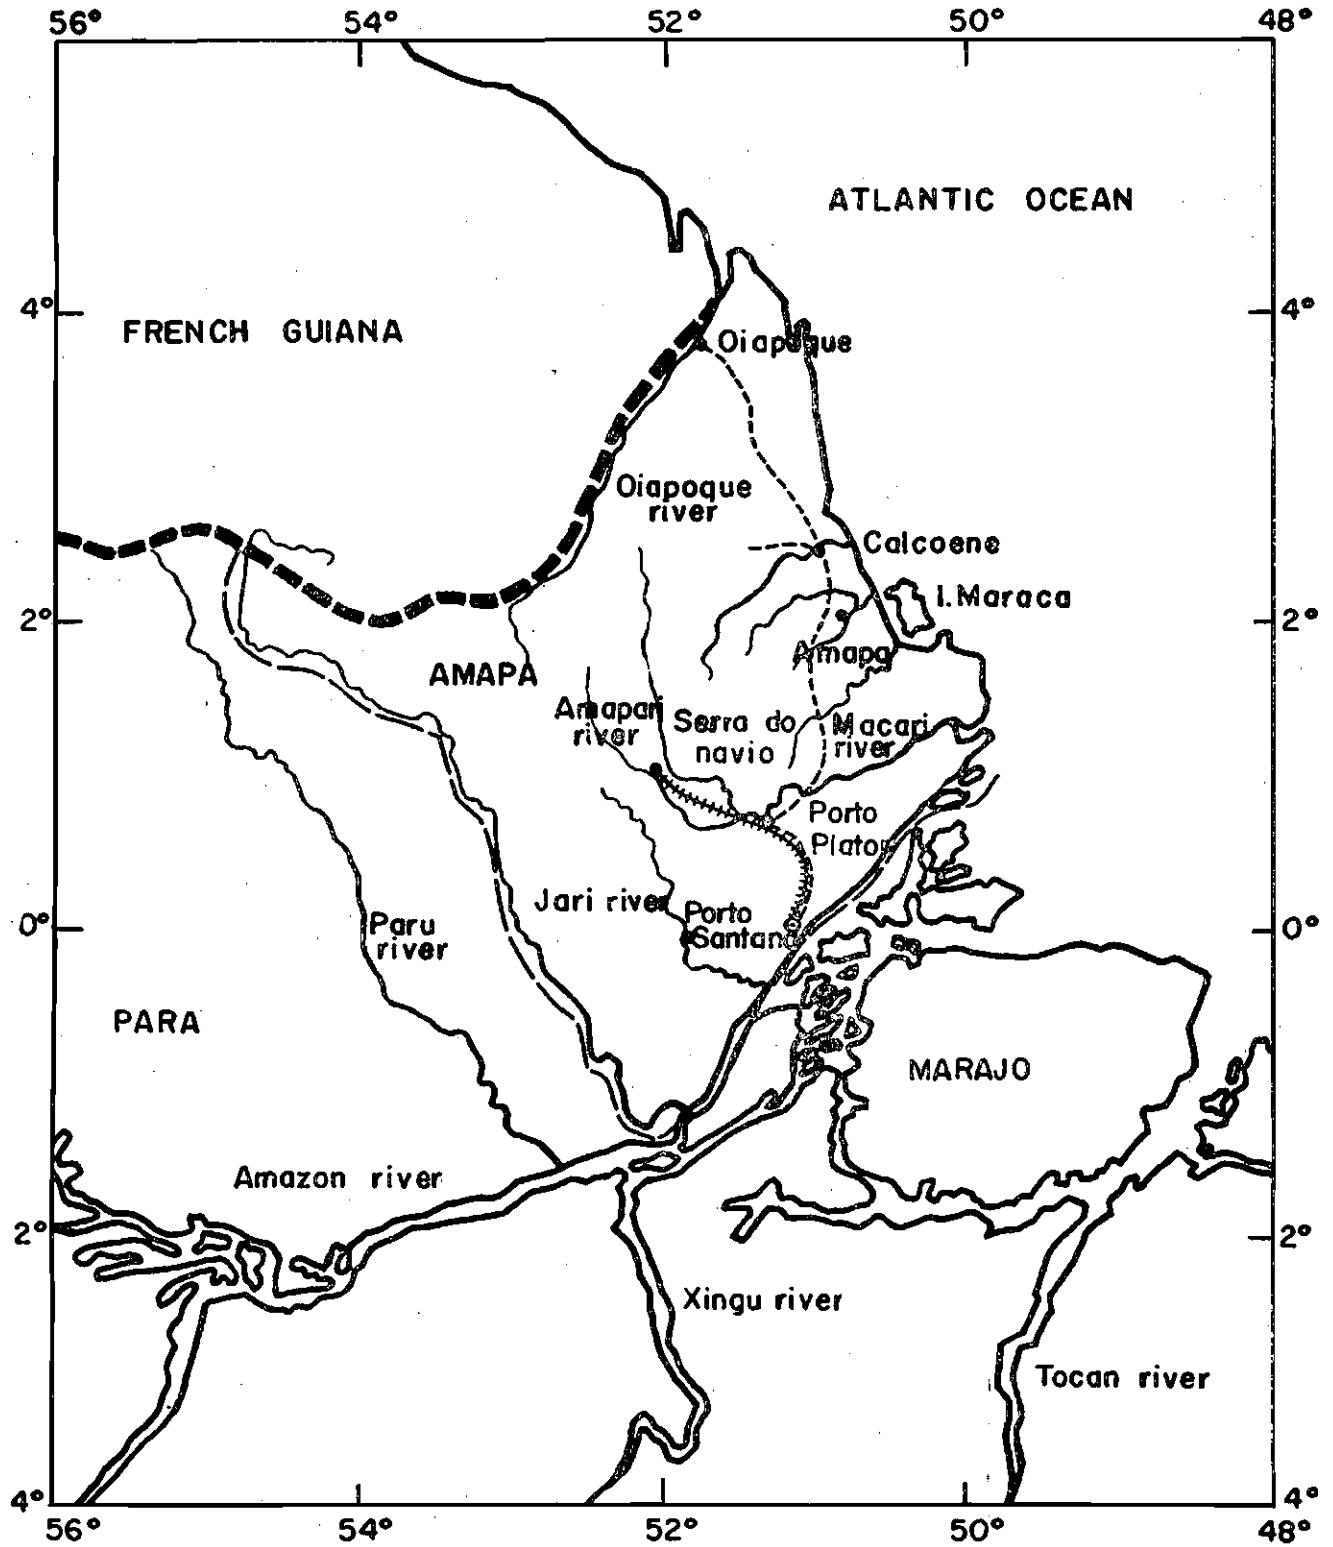 56° 54° 52° 50° 48°
ATLANTIC OCEAN
4° 4°
FRENCH GUIANA
Oiapoque
Oiapoque
river
Calcoene
I. Maraca
2° 2°
Amapa
AMAPA
Amapari
river
Serra do
navio
Macari
river
Porto
Platon
Jari river
Porto
Santana
0° 0°
Paru
river
PARA
MARAJO
Amazon river
2° 2°
Xingu river
Tocan river
4° 4°
56° 54° 52° 50° 48°